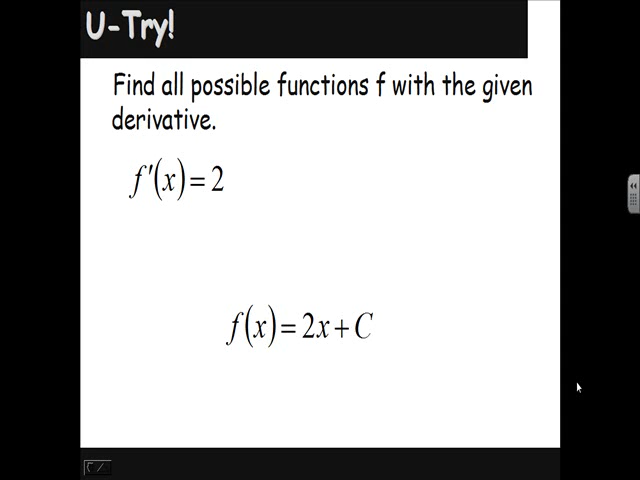 U-Try!
Find all possible functions f with the given
derivative.
f'(x) = 2
f(x) = 2x + C